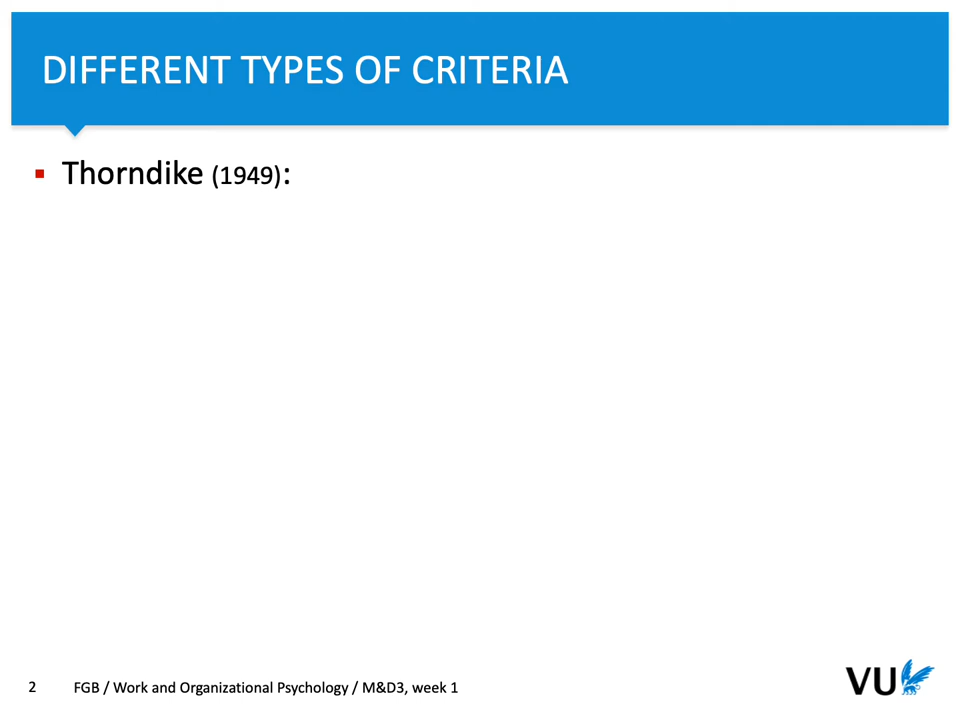 DIFFERENT TYPES OF CRITERIA
▪ Thorndike (1949):
2 FGB / Work and Organizational Psychology / M&D3, week 1
VU